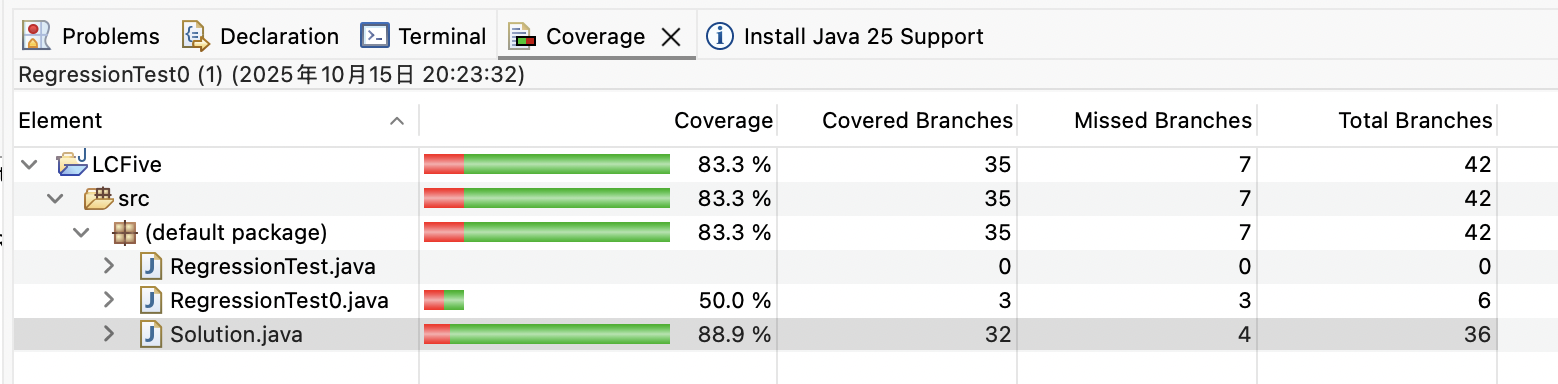 Problems Declaration Terminal Coverage Install Java 25 Support
RegressionTest0 (1) (2025年10月15日 20:23:32)
Element Coverage Covered Branches Missed Branches Total Branches
LCFive 83.3 % 35 7 42
src 83.3 % 35 7 42
(default package) 83.3 % 35 7 42
RegressionTest.java 0 0 0
RegressionTest0.java 50.0 % 3 3 6
Solution.java 88.9 % 32 4 36